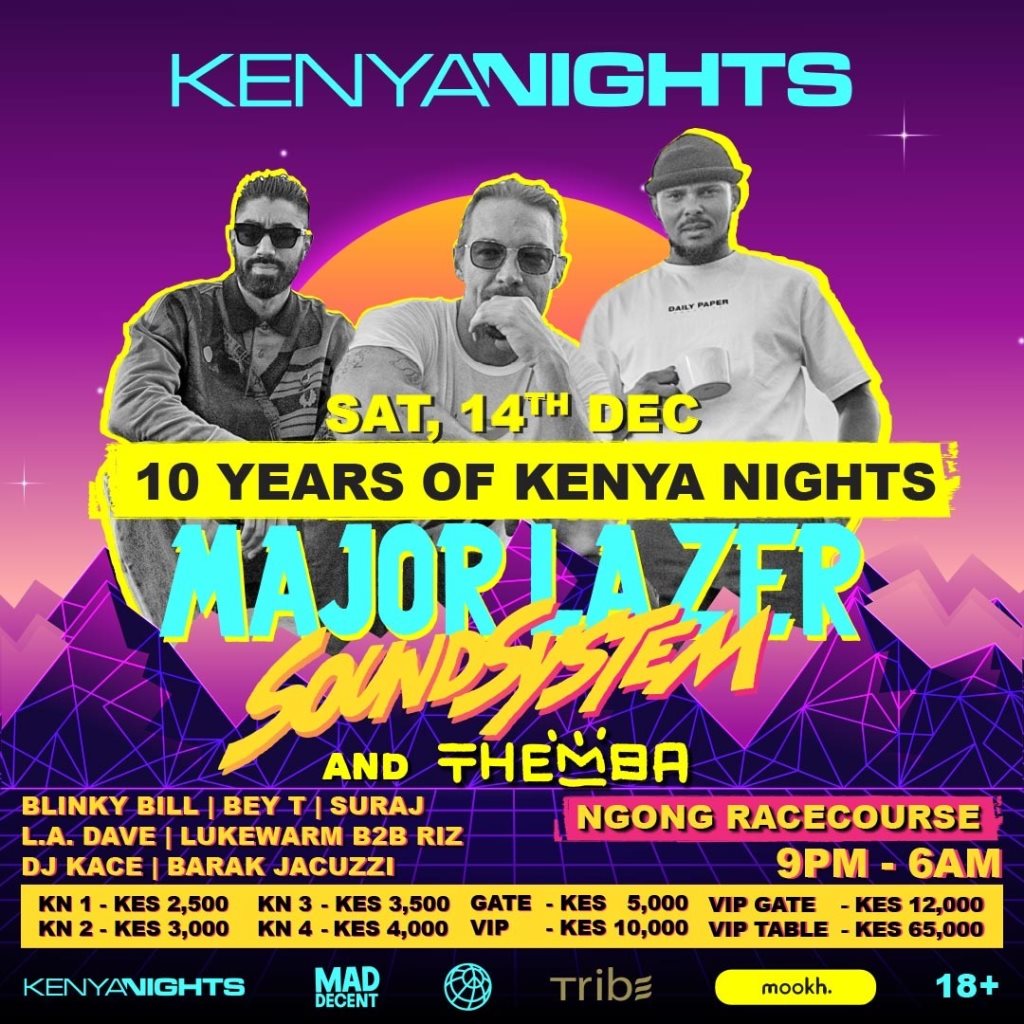 KENYANIGHTS
DAILY PAPER
SAT, 14TH DEC
10 YEARS OF KENYA NIGHTS
MAJOR LAZER
SOUNDSYSTEM
AND THEMBA
BLINKY BILL | BEY T | SURAJ
L.A. DAVE | LUKEWARM B2B RIZ
DJ KACE | BARAK JACUZZI
NGONG RACECOURSE
9PM - 6AM
KN 1 - KES 2,500 KN 3 - KES 3,500 GATE - KES 5,000 VIP GATE - KES 12,000
KN 2 - KES 3,000 KN 4 - KES 4,000 VIP - KES 10,000 VIP TABLE - KES 65,000
KENYANIGHTS MAD DECENT Tribe mookh. 18+